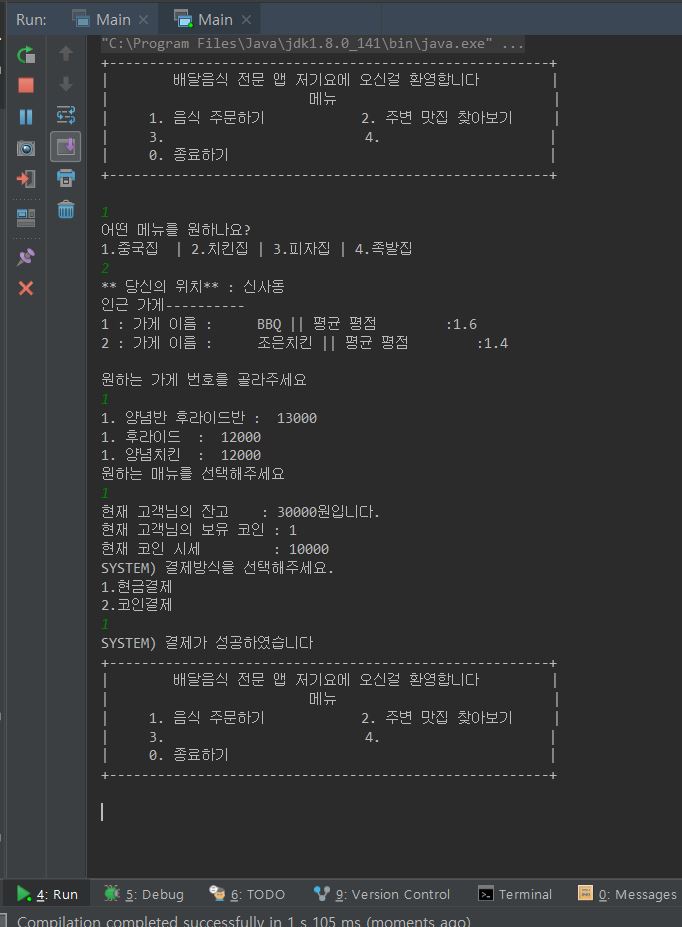 Run: Main × Main ×
"C:\Program Files\Java\jdk1.8.0_141\bin\java.exe" ...
+-------------------------------------------------------+
| 배달음식 전문 앱 저기요에 오신걸 환영합니다 |
| 메뉴 |
| 1. 음식 주문하기 2. 주변 맛집 찾아보기 |
| 3. 4. |
| 0. 종료하기 |
+-------------------------------------------------------+
1
어떤 메뉴를 원하나요?
1.중국집 | 2.치킨집 | 3.피자집 | 4.족발집
2
** 당신의 위치** : 신사동
인근 가게----------
1 : 가게 이름 : BBQ || 평균 평점 :1.6
2 : 가게 이름 : 조은치킨 || 평균 평점 :1.4
원하는 가게 번호를 골라주세요
1
1. 양념반 후라이드반 : 13000
1. 후라이드 : 12000
1. 양념치킨 : 12000
원하는 매뉴를 선택해주세요
1
현재 고객님의 잔고 : 30000원입니다.
현재 고객님의 보유 코인 : 1
현재 코인 시세 : 10000
SYSTEM) 결제방식을 선택해주세요.
1.현금결제
2.코인결제
1
SYSTEM) 결제가 성공하였습니다
+-------------------------------------------------------+
| 배달음식 전문 앱 저기요에 오신걸 환영합니다 |
| 메뉴 |
| 1. 음식 주문하기 2. 주변 맛집 찾아보기 |
| 3. 4. |
| 0. 종료하기 |
+-------------------------------------------------------+
4: Run 5: Debug 6: TODO 9: Version Control Terminal 0: Messages
Compilation completed successfully in 1 s 105 ms (moments ago)